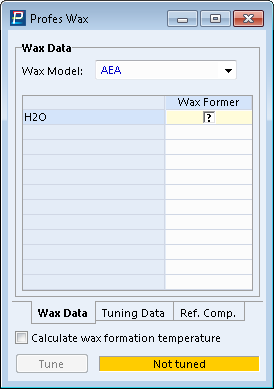 Profes Wax
Wax Data
Wax Model: AEA
Wax Former
H2O ?
Wax Data Tuning Data Ref. Comp.
Calculate wax formation temperature
Tune Not tuned